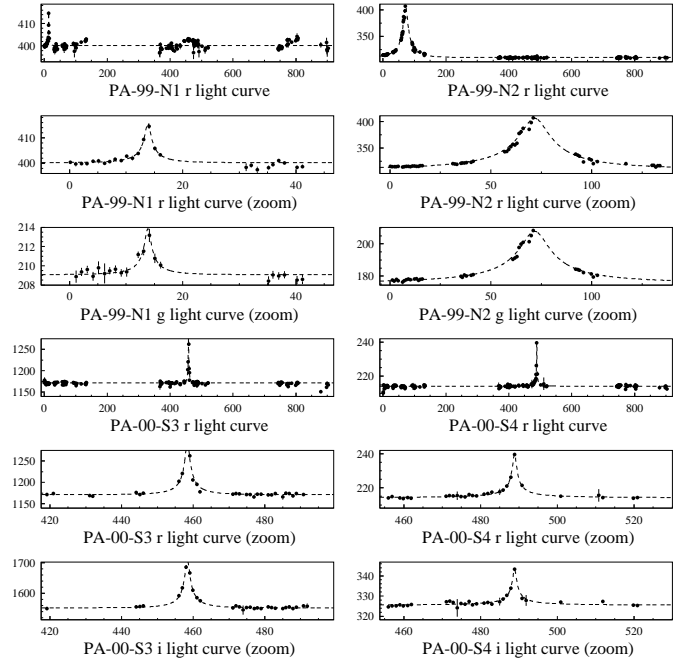 420
410
400
0 200 400 600 800
PA-99-N1 r light curve
400
350
0 200 400 600 800
PA-99-N2 r light curve
420
410
400
0 20 40
PA-99-N1 r light curve (zoom)
400
350
0 50 100
PA-99-N2 r light curve (zoom)
214
212
210
208
0 20 40
PA-99-N1 g light curve (zoom)
200
180
0 50 100
PA-99-N2 g light curve (zoom)
1250
1200
1150
0 200 400 600 800
PA-00-S3 r light curve
240
220
200
0 200 400 600 800
PA-00-S4 r light curve
1250
1200
1150
1100
420 440 460 480
PA-00-S3 r light curve (zoom)
240
220
460 480 500 520
PA-00-S4 r light curve (zoom)
1700
1600
420 440 460 480
PA-00-S3 i light curve (zoom)
340
330
320
460 480 500 520
PA-00-S4 i light curve (zoom)